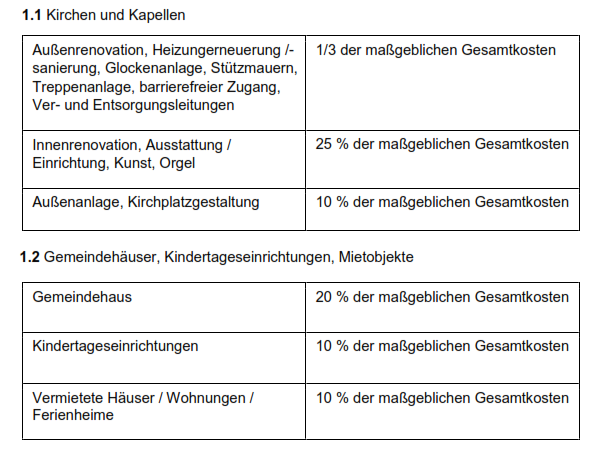 1.1 Kirchen und Kapellen
Außenrenovation, Heizungerneuerung /-
sanierung, Glockenanlage, Stützmauern,
Treppenanlage, barrierefreier Zugang,
Ver- und Entsorgungsleitungen
1/3 der maßgeblichen Gesamtkosten
Innenrenovation, Ausstattung /
Einrichtung, Kunst, Orgel
25 % der maßgeblichen Gesamtkosten
Außenanlage, Kirchplatzgestaltung
10 % der maßgeblichen Gesamtkosten
1.2 Gemeindehäuser, Kindertageseinrichtungen, Mietobjekte
Gemeindehaus
20 % der maßgeblichen Gesamtkosten
Kindertageseinrichtungen
10 % der maßgeblichen Gesamtkosten
Vermietete Häuser / Wohnungen /
Ferienheime
10 % der maßgeblichen Gesamtkosten